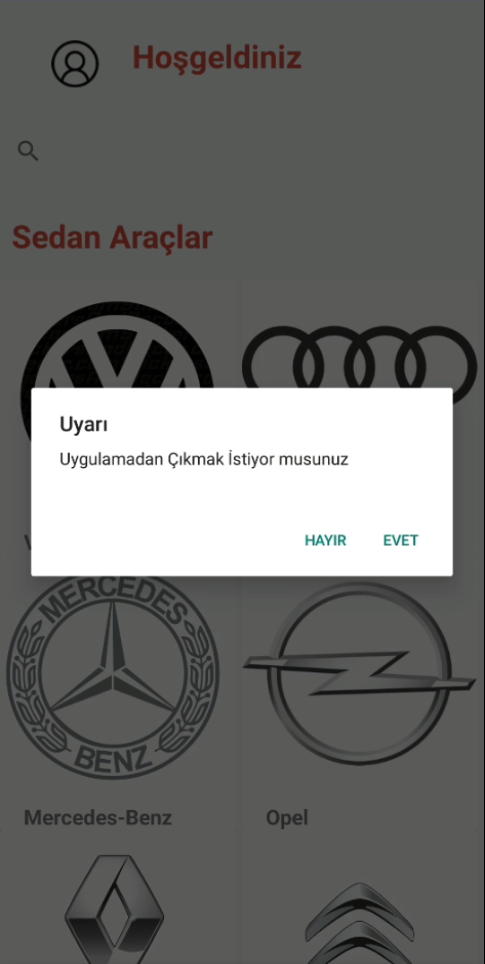 Hoşgeldiniz
Sedan Araçlar
Uyarı
Uygulamadan Çıkmak İstiyor musunuz
HAYIR
EVET
MERCEDES
BENZ
Mercedes-Benz
Opel